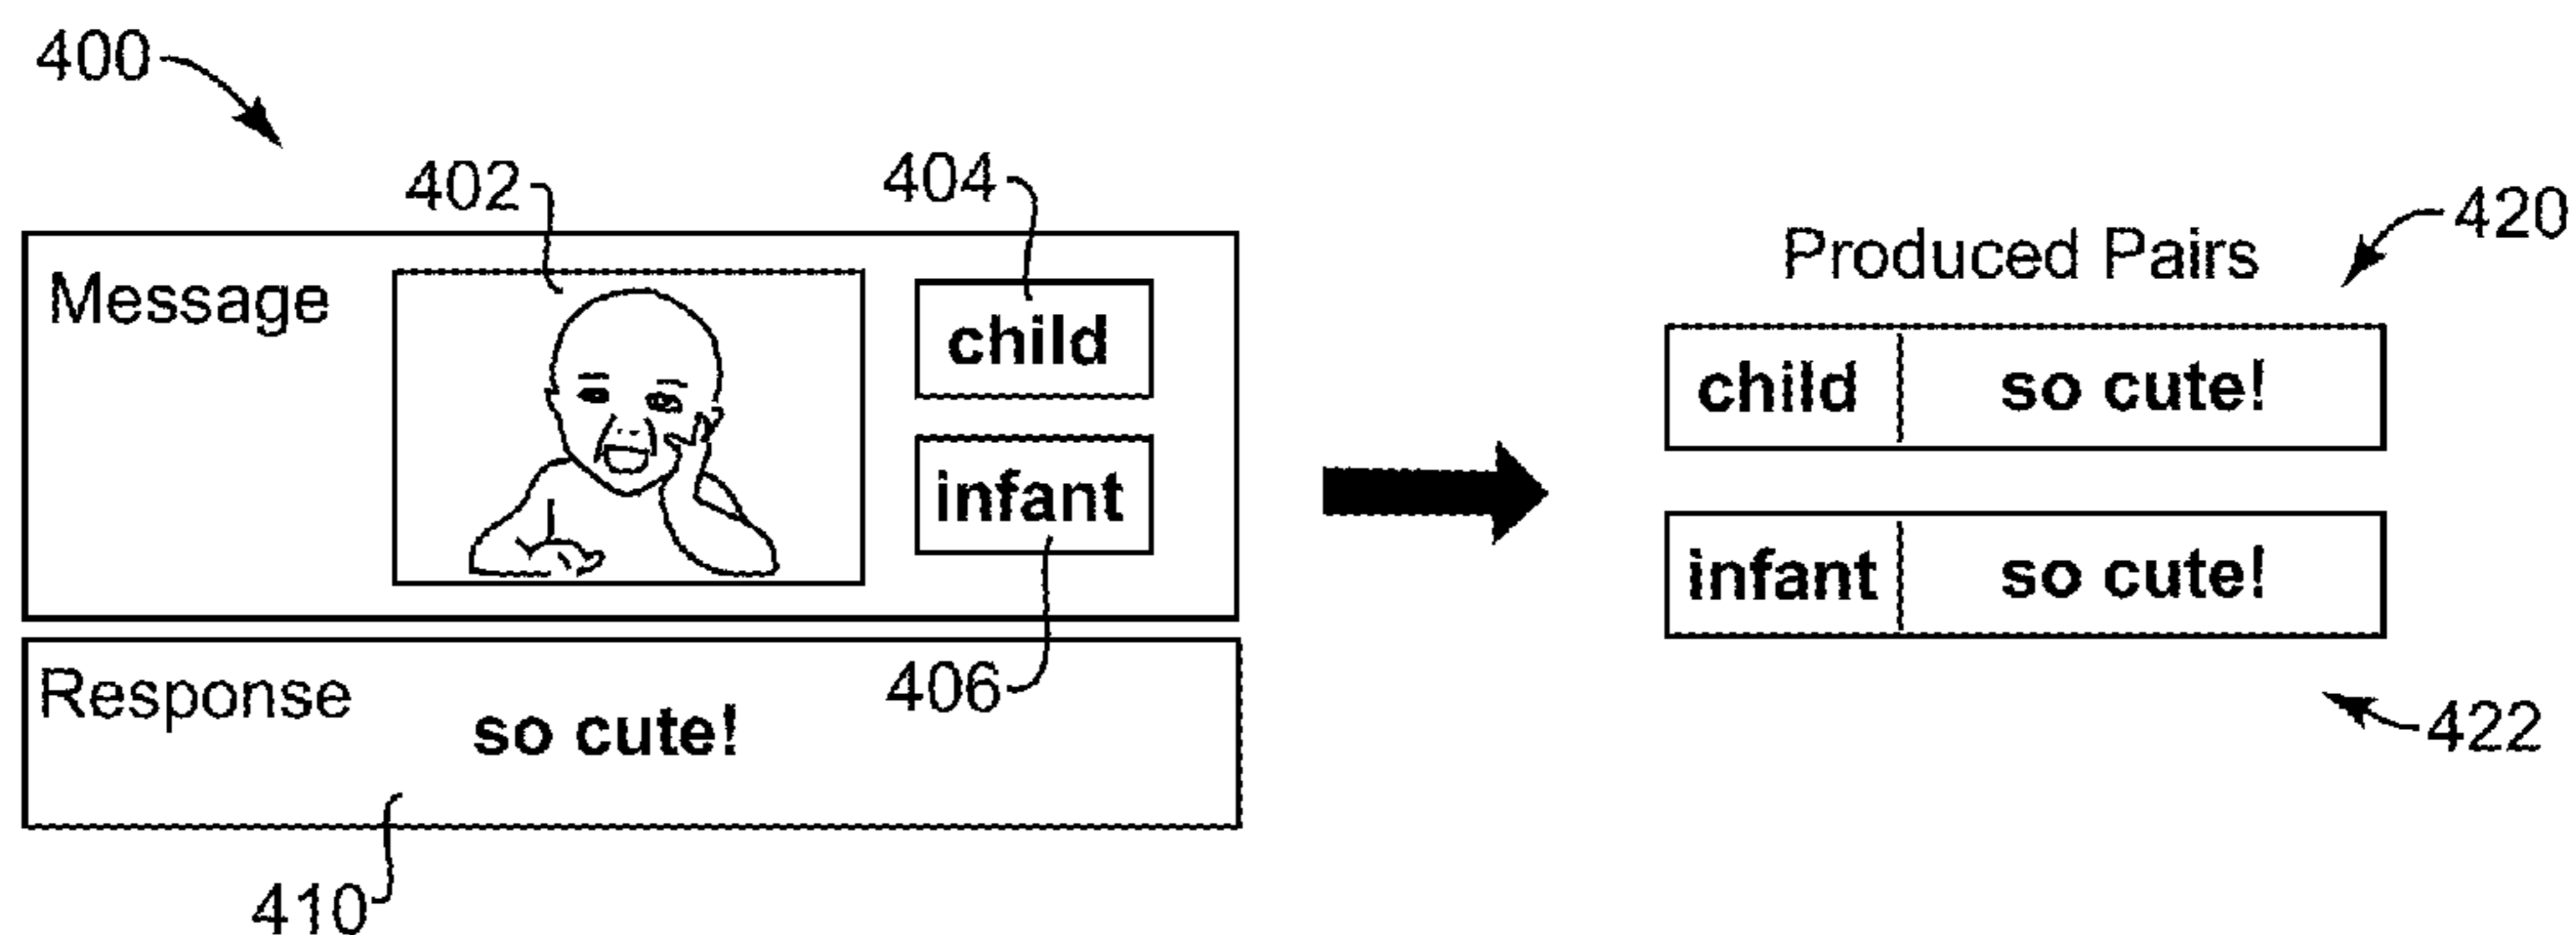 400
402
404
420
Produced Pairs
Message
child
infant
child so cute!
infant so cute!
Response
so cute!
406
410
422